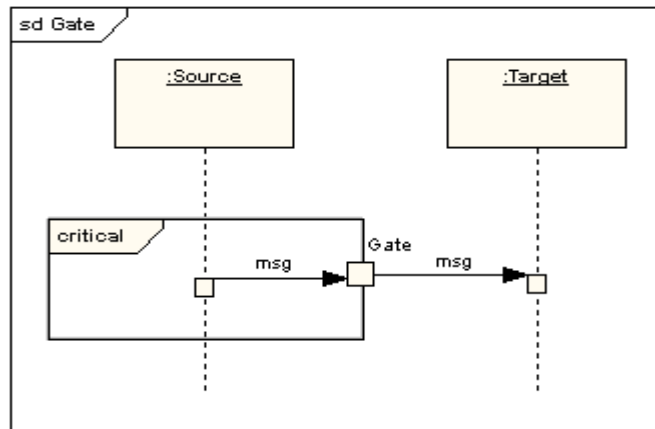 sd Gate
:Source
:Target
critical
Gate
msg
msg